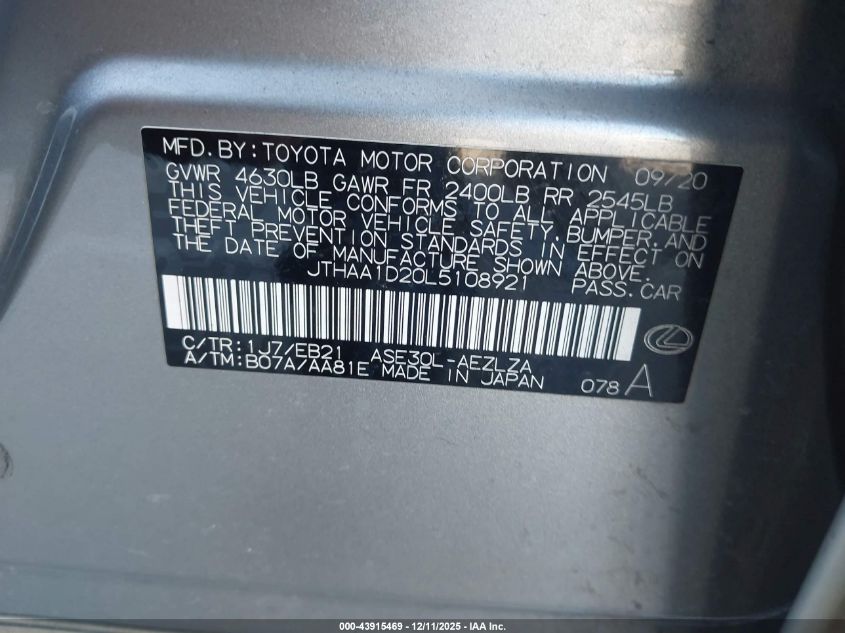 MFD.BY:TOYOTA MOTOR CORPORATION 09/20
GVWR 4630LB GAWR FR 2400LB RR 2545LB
THIS VEHICLE CONFORMS TO ALL APPLICABLE
FEDERAL MOTOR VEHICLE SAFETY,BUMPER,AND
THEFT PREVENTION STANDARDS IN EFFECT ON
THE DATE OF MANUFACTURE SHOWN ABOVE.
JTHAA1D20L5108921 PASS.CAR
C/TR:1J7/EB21 ASE30L-AEZLZA
A/TM:B07A/AA81E MADE IN JAPAN 078A
000-43915469 - 12/11/2025 - IAA Inc.